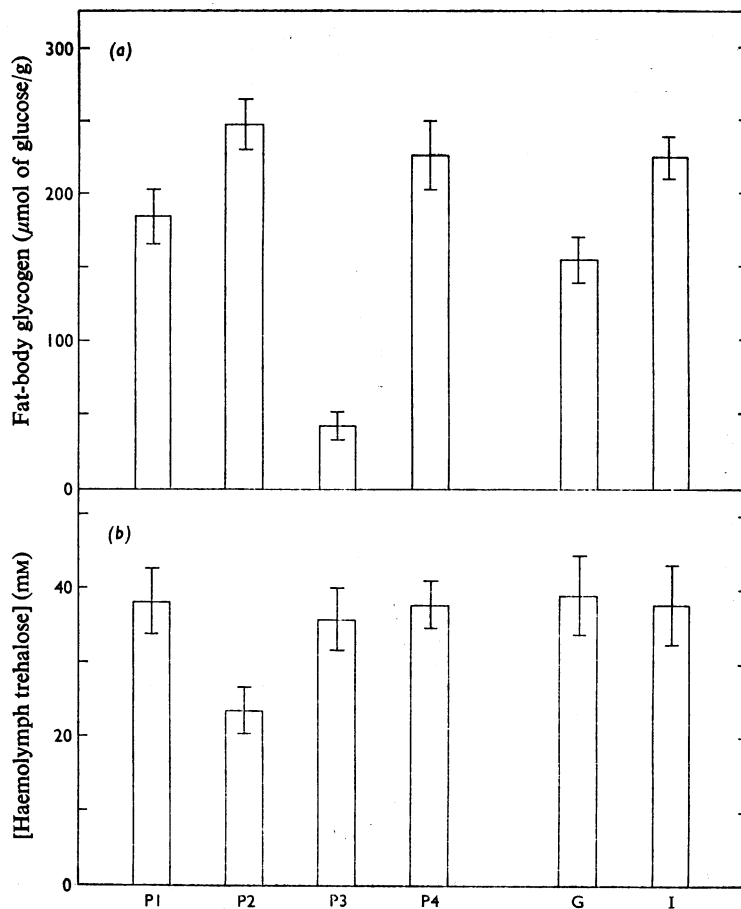 (a)
Fat-body glycogen (μmol of glucose/g)
300
200
100
0
(b)
[Haemolymph trehalose] (mM)
40
20
0
P1 P2 P3 P4 G I